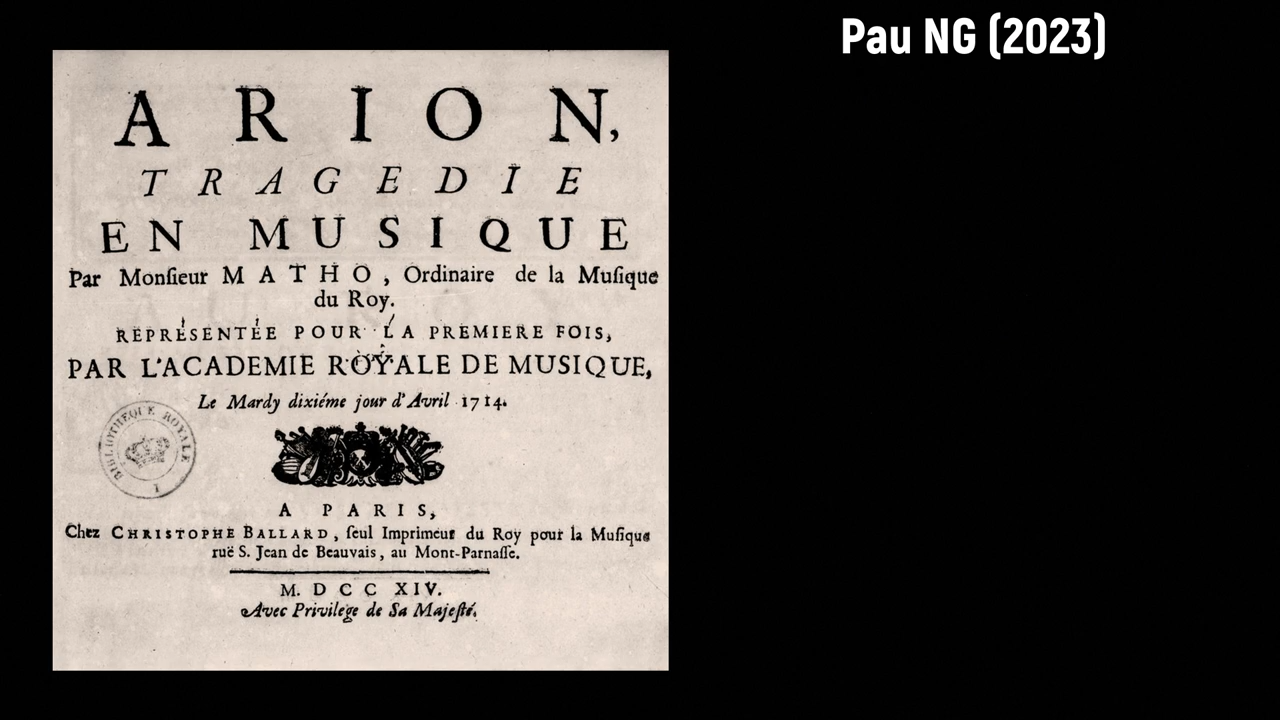 Pau NG (2023)
ARION,
TRAGEDIE
EN MUSIQUE
Par Monſieur MATHO, Ordinaire de la Muſique
du Roy.
REPRÉSENTÉE POUR LA PREMIERE FOIS,
PAR L'ACADEMIE ROYALE DE MUSIQUE,
Le Mardy dixiéme jour d'Avril 1714.
BIBLIOTHEQUE ROYALE
I
A PARIS,
Chez CHRISTOPHE BALLARD, ſeul Imprimeur du Roy pour la Muſique
ruë S. Jean de Beauvais, au Mont-Parnaſſe.
M. DCC XIV.
Avec Privilege de Sa Majeſté.